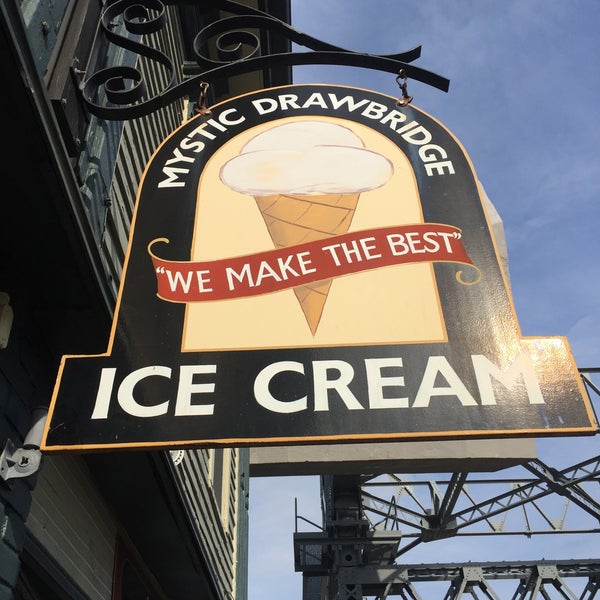 MYSTIC DRAWBRIDGE
"WE MAKE THE BEST"
ICE CREAM